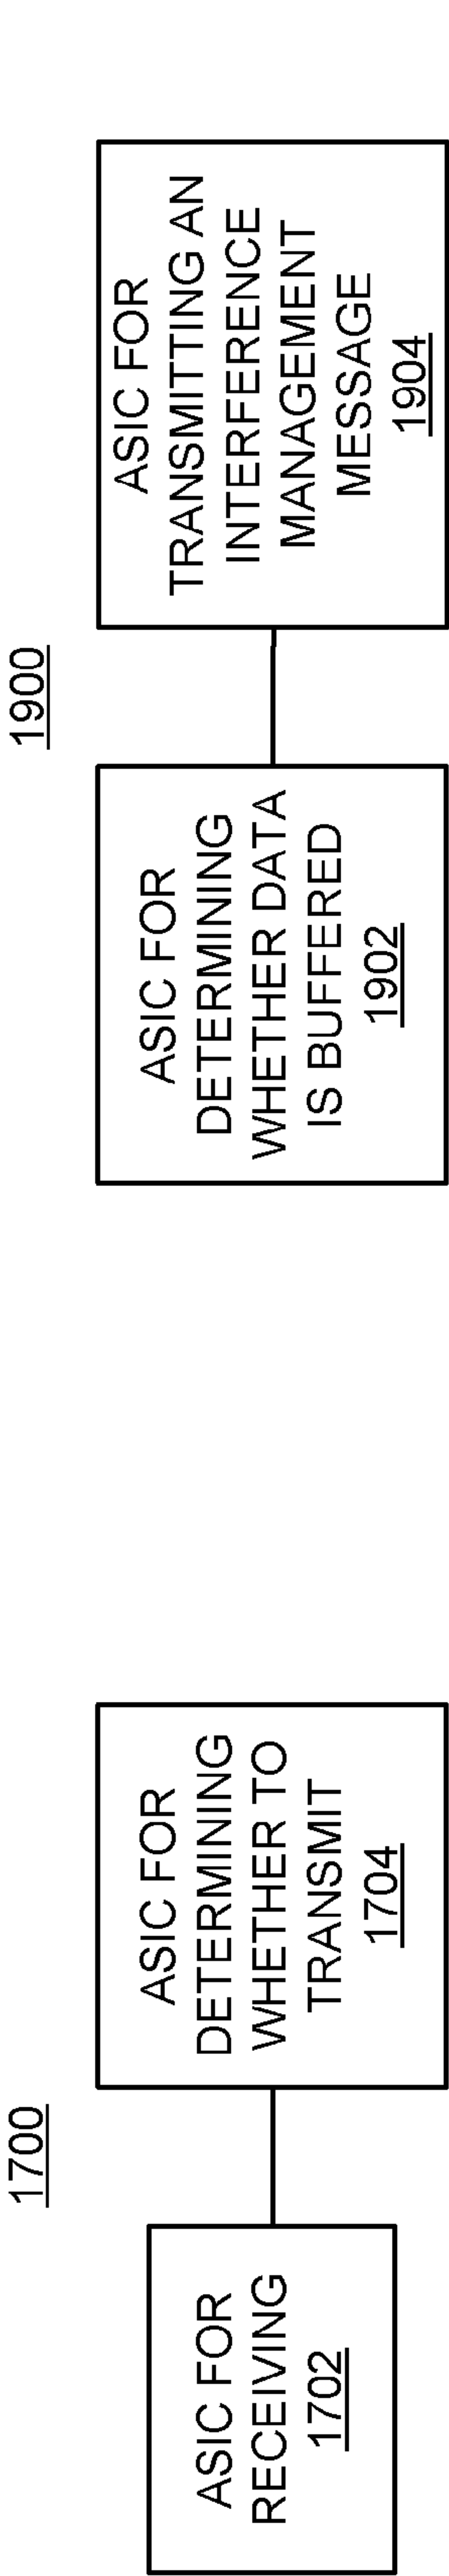 1700
ASIC FOR
RECEIVING
1702
ASIC FOR
DETERMINING
WHETHER TO
TRANSMIT
1704
1900
ASIC FOR
DETERMINING
WHETHER DATA
IS BUFFERED
1902
ASIC FOR
TRANSMITTING AN
INTERFERENCE
MANAGEMENT
MESSAGE
1904